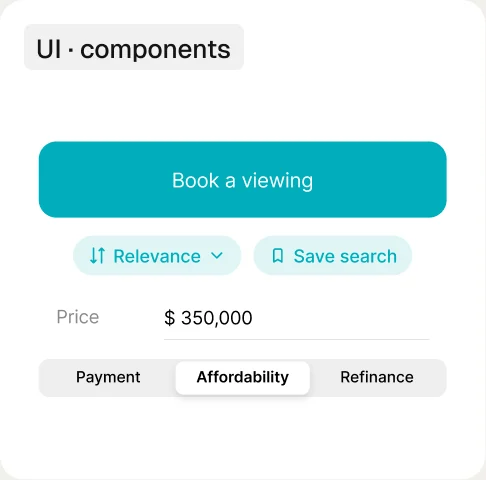 UI · components
Book a viewing
Relevance Save search
Price $ 350,000
Payment Affordability Refinance